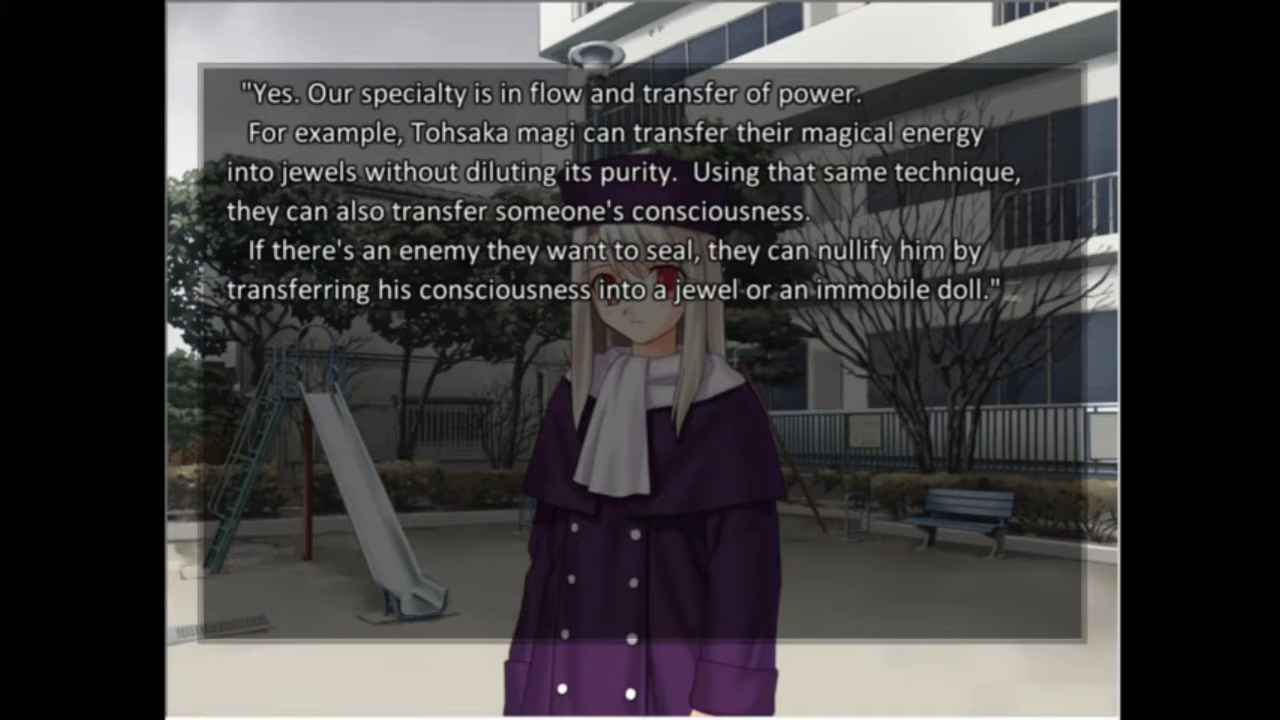 "Yes. Our specialty is in flow and transfer of power.
For example, Tohsaka magi can transfer their magical energy
into jewels without diluting its purity.  Using that same technique,
they can also transfer someone's consciousness.
If there's an enemy they want to seal, they can nullify him by
transferring his consciousness into a jewel or an immobile doll."